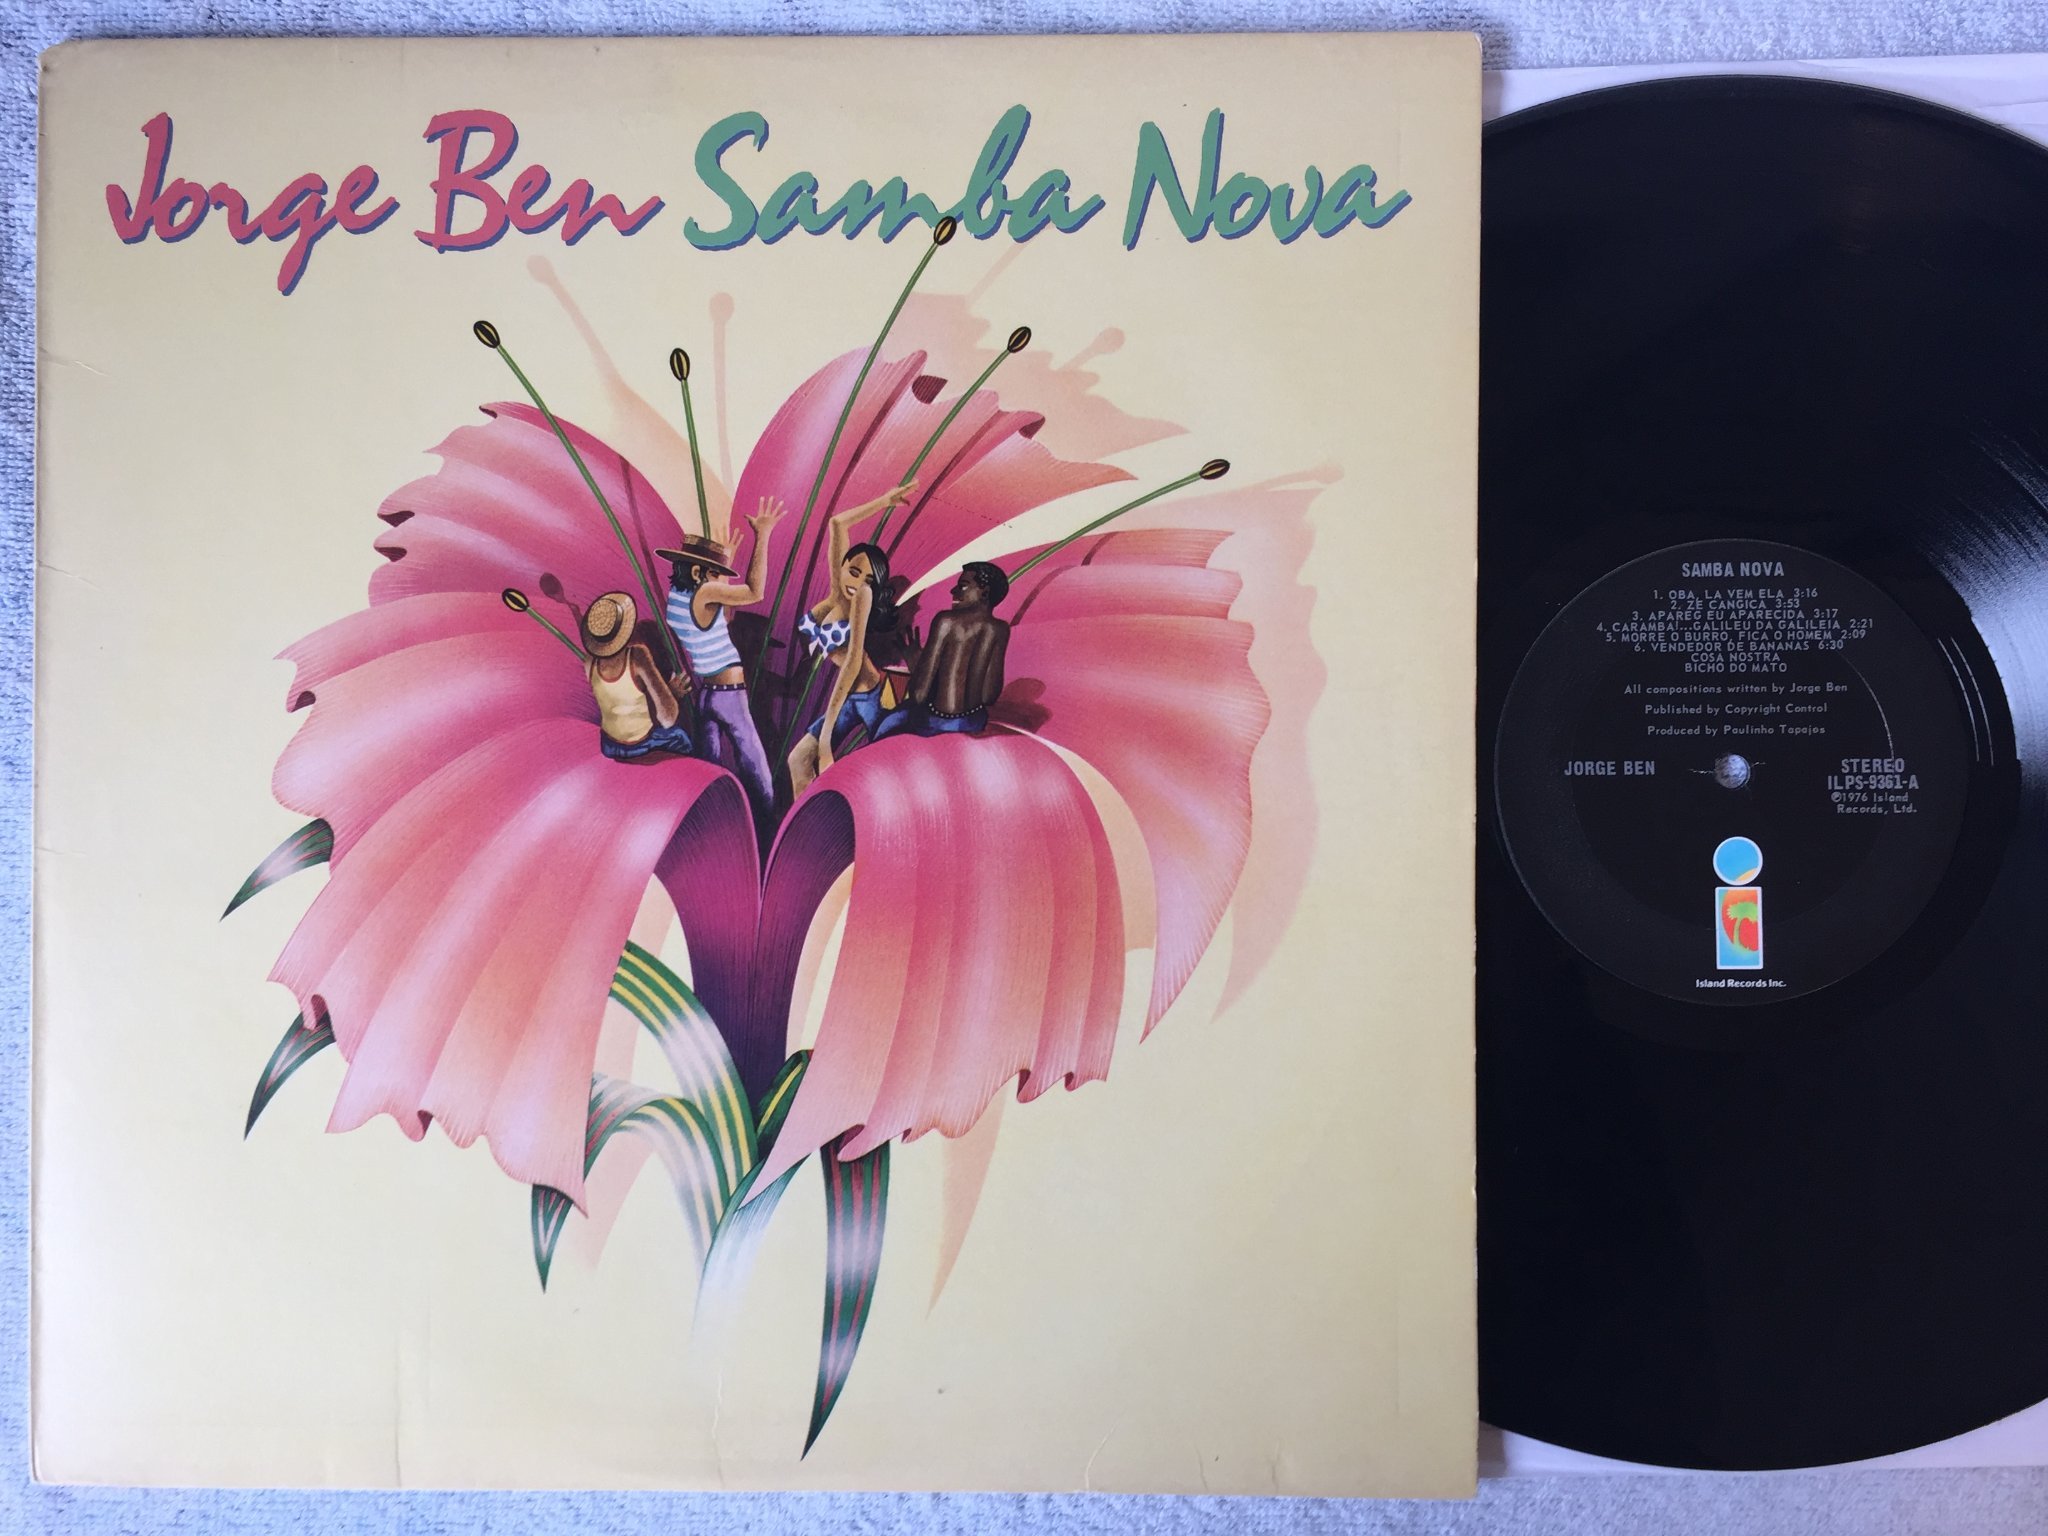 Jorge Ben Samba Nova
SAMBA NOVA
1. OBA, LA VEM ELA 3:16
2. ZE CANGICA 3:53
3. APAREG EU APARECIDA 3:17
4. CARAMBA!...GALILEU DA GALILEIA 2:21
5. MORRE O BURRO, FICA O HOMEM 2:09
6. VENDEDOR DE BANANAS 6:30
COSA NOSTRA
BICHO DO MATO
All compositions written by Jorge Ben
Published by Copyright Control
Produced by Paulinho Tapajos
JORGE BEN
STEREO
ILPS-9361-A
℗1976 Island
Records, Ltd.
Island Records Inc.